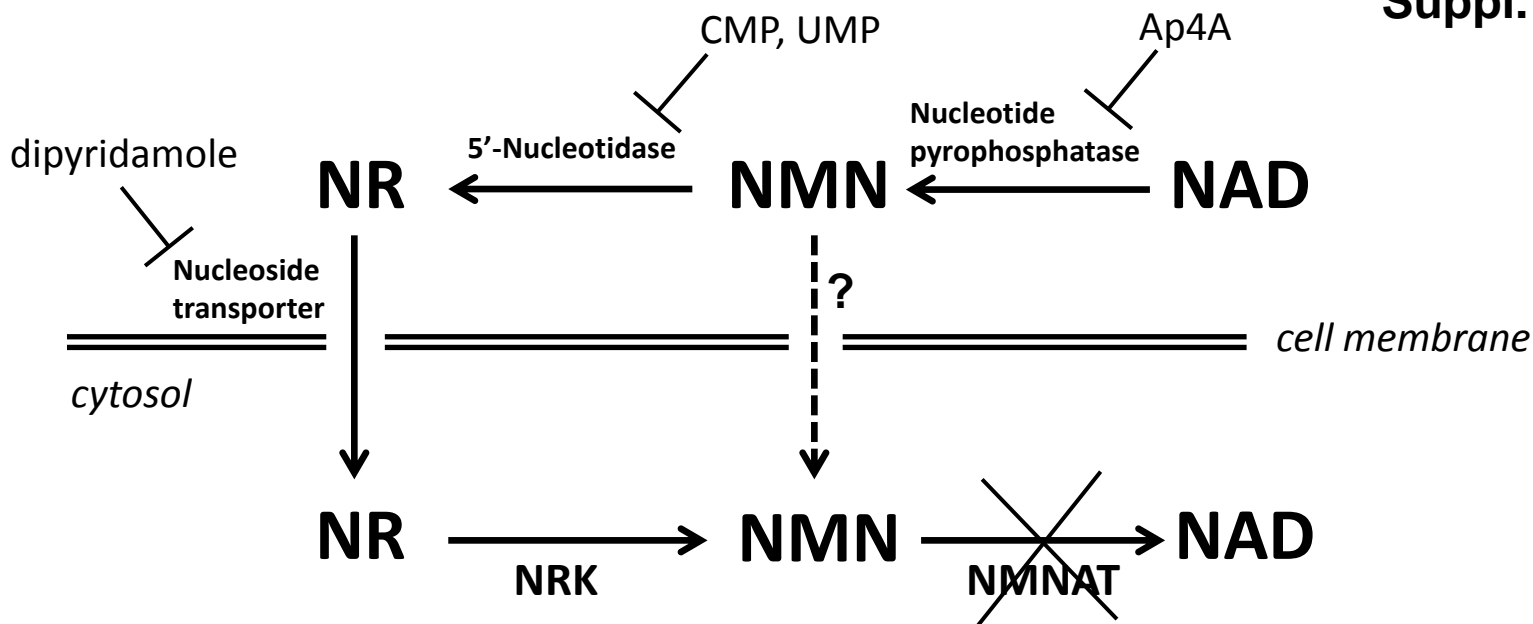 Suppl.
CMP, UMP
Ap4A
dipyridamole
5’-Nucleotidase
Nucleotide
pyrophosphatase
NR
NMN
NAD
Nucleoside
transporter
?
cell membrane
cytosol
NR
NMN
NAD
NRK
NMNAT